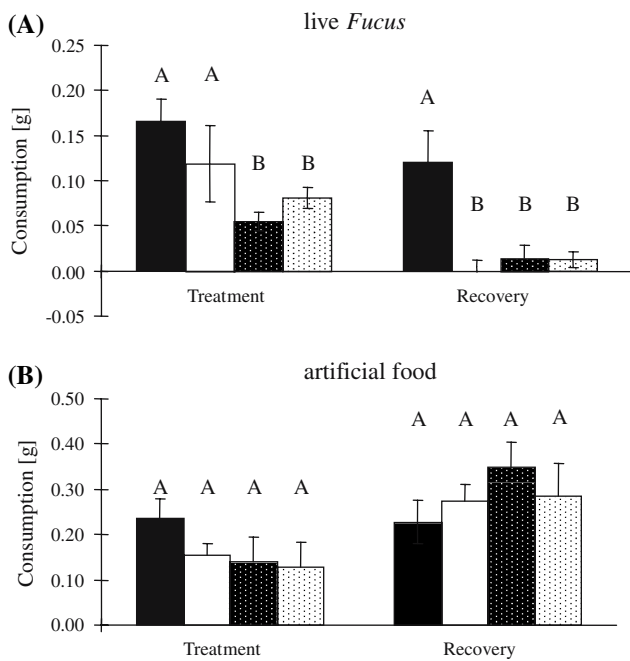 (A) live Fucus
0.25
0.20
0.15
0.10
0.05
0.00
-0.05
Consumption [g]
A A B B A B B B
Treatment Recovery
(B) artificial food
0.50
0.40
0.30
0.20
0.10
0.00
Consumption [g]
A A A A A A A A
Treatment Recovery